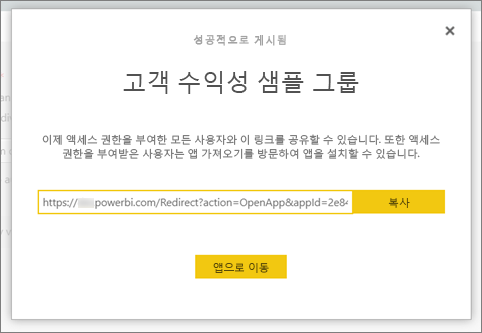 성공적으로 게시됨
고객 수익성 샘플 그룹
이제 액세스 권한을 부여한 모든 사용자와 이 링크를 공유할 수 있습니다. 또한 액세스
권한을 부여받은 사용자는 앱 가져오기를 방문하여 앱을 설치할 수 있습니다.
https:// powerbi.com/Redirect?action=OpenApp&appId=2e84
복사
앱으로 이동